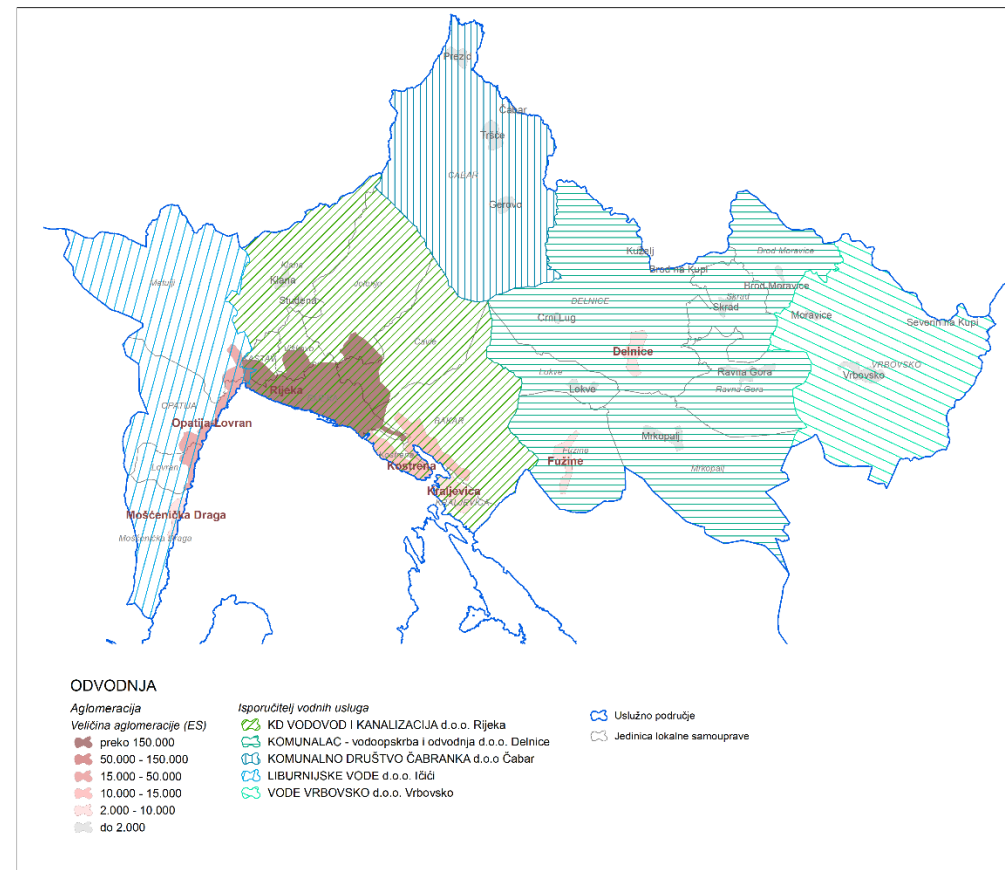 Prezid
Čabar
Tršće
ČABAR
Gerovo
Kuželj
Brod Moravice
Brod na Kupi
Klana
Klana
Jelenje
Brod Moravice
Matulji
Studena
DELNICE
Skrad
Skrad
Crni Lug
Moravice
Severin na Kupi
Čavle
Viškovo
KASTAV
Delnice
VRBOVSKO
Lokve
Ravna Gora
Vrbovsko
Rijeka
Lokve
Ravna Gora
OPATIJA
Opatija-Lovran
BAKAR
Mrkopalj
Fužine
Kostrena
Lovran
Kostrena
Fužine
Mrkopalj
Kraljevica
KRALJEVICA
Mošćenička Draga
Mošćenička Draga
ODVODNJA
Aglomeracija
Veličina aglomeracije (ES)
preko 150.000
50.000 - 150.000
15.000 - 50.000
10.000 - 15.000
2.000 - 10.000
do 2.000
Isporučitelj vodnih usluga
KD VODOVOD I KANALIZACIJA d.o.o. Rijeka
KOMUNALAC - vodoopskrba i odvodnja d.o.o. Delnice
KOMUNALNO DRUŠTVO ČABRANKA d.o.o Čabar
LIBURNIJSKE VODE d.o.o. Ičići
VODE VRBOVSKO d.o.o. Vrbovsko
Uslužno područje
Jedinica lokalne samouprave